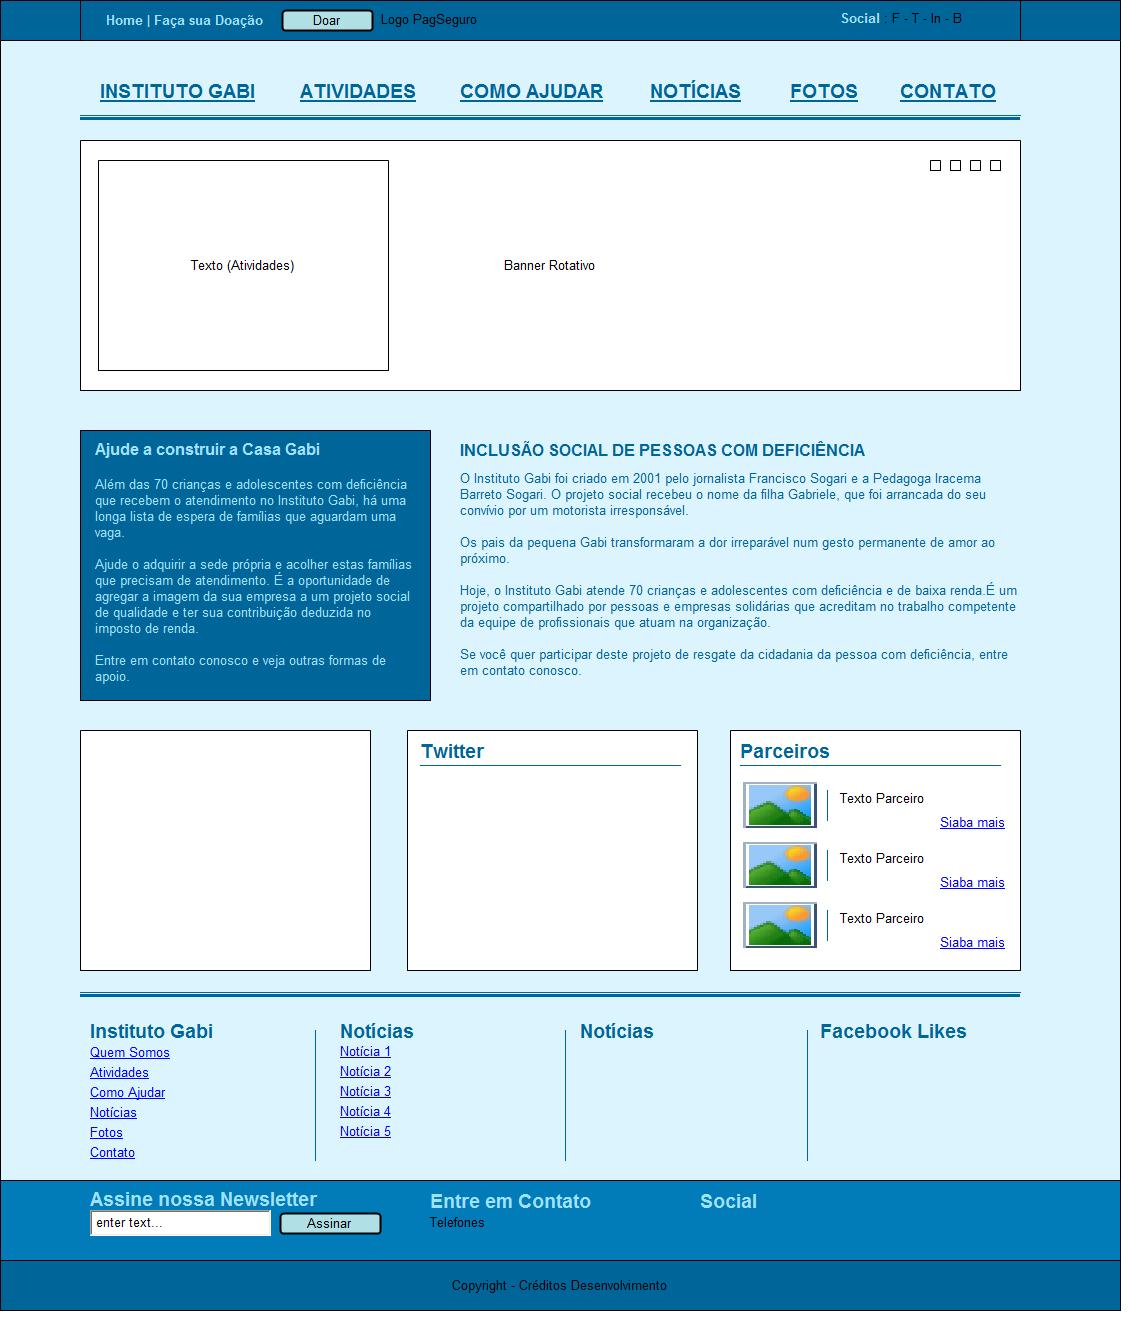 Home | Faça sua Doação Doar Logo PagSeguro Social : F - T - In - B
INSTITUTO GABI ATIVIDADES COMO AJUDAR NOTÍCIAS FOTOS CONTATO
Texto (Atividades)
Banner Rotativo
Ajude a construir a Casa Gabi
Além das 70 crianças e adolescentes com deficiência
que recebem o atendimento no Instituto Gabi, há uma
longa lista de espera de famílias que aguardam uma
vaga.
Ajude o adquirir a sede própria e acolher estas famílias
que precisam de atendimento. É a oportunidade de
agregar a imagem da sua empresa a um projeto social
de qualidade e ter sua contribuição deduzida no
imposto de renda.
Entre em contato conosco e veja outras formas de
apoio.
INCLUSÃO SOCIAL DE PESSOAS COM DEFICIÊNCIA
O Instituto Gabi foi criado em 2001 pelo jornalista Francisco Sogari e a Pedagoga Iracema
Barreto Sogari. O projeto social recebeu o nome da filha Gabriele, que foi arrancada do seu
convívio por um motorista irresponsável.
Os pais da pequena Gabi transformaram a dor irreparável num gesto permanente de amor ao
próximo.
Hoje, o Instituto Gabi atende 70 crianças e adolescentes com deficiência e de baixa renda.É um
projeto compartilhado por pessoas e empresas solidárias que acreditam no trabalho competente
da equipe de profissionais que atuam na organização.
Se você quer participar deste projeto de resgate da cidadania da pessoa com deficiência, entre
em contato conosco.
Twitter
Parceiros
Texto Parceiro
Siaba mais
Texto Parceiro
Siaba mais
Texto Parceiro
Siaba mais
Instituto Gabi
Quem Somos
Atividades
Como Ajudar
Notícias
Fotos
Contato
Notícias
Notícia 1
Notícia 2
Notícia 3
Notícia 4
Notícia 5
Notícias
Facebook Likes
Assine nossa Newsletter
enter text... Assinar
Entre em Contato
Telefones
Social
Copyright - Créditos Desenvolvimento